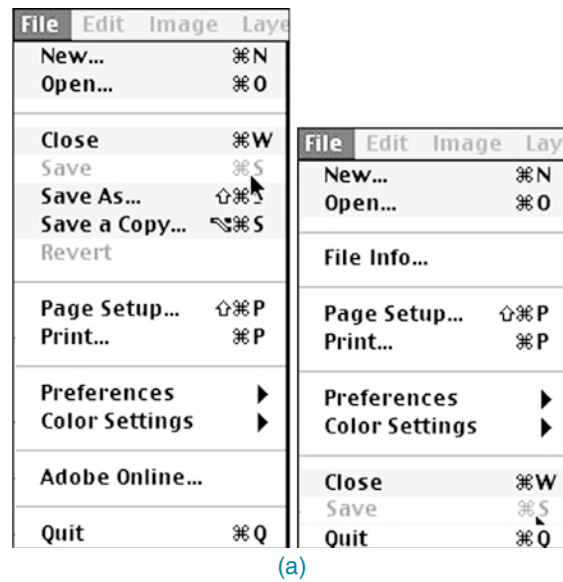 File Edit Image Laye
New... ⌘N
Open... ⌘O
Close ⌘W
Save ⌘S
Save As... ⇧⌘S
Save a Copy... ⌥⌘S
Revert
Page Setup... ⇧⌘P
Print... ⌘P
Preferences ▶
Color Settings ▶
Adobe Online...
Quit ⌘Q
File Edit Image Lay
New... ⌘N
Open... ⌘O
File Info...
Page Setup... ⇧⌘P
Print... ⌘P
Preferences ▶
Color Settings ▶
Close ⌘W
Save ⌘S
Quit ⌘Q
(a)